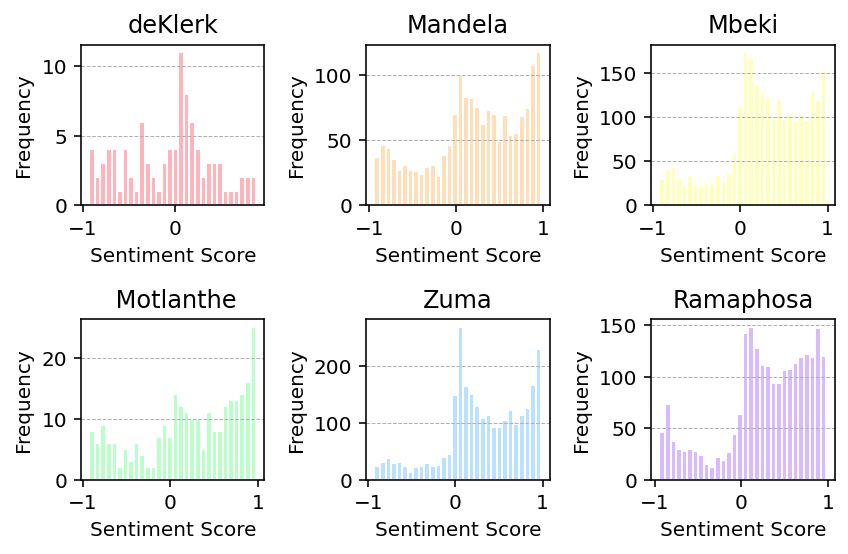 deKlerk
Mandela
Mbeki
Frequency
10
5
0
−1
0
Sentiment Score
Frequency
100
50
0
−1
0
1
Sentiment Score
Frequency
150
100
50
0
−1
0
1
Sentiment Score
Motlanthe
Zuma
Ramaphosa
Frequency
20
10
0
−1
0
1
Sentiment Score
Frequency
200
100
0
−1
0
1
Sentiment Score
Frequency
150
100
50
0
−1
0
1
Sentiment Score